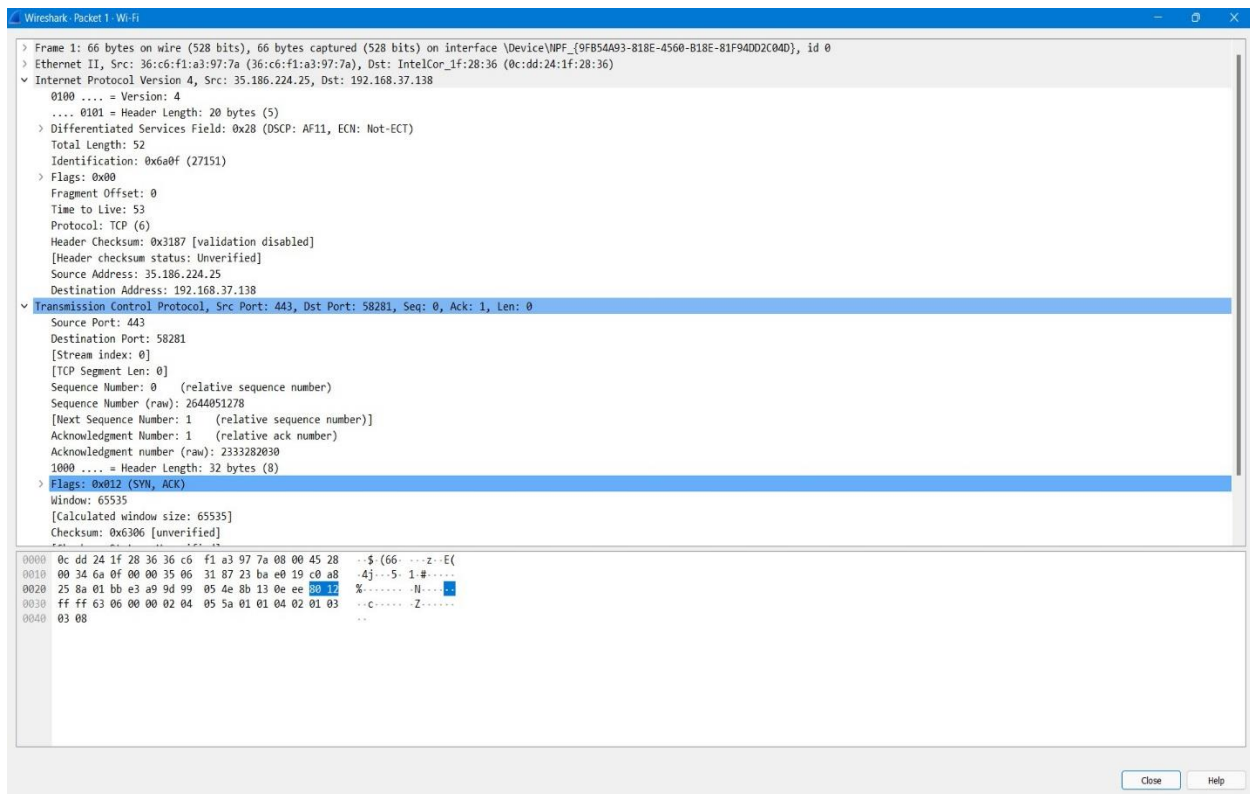 Wireshark · Packet 1 · Wi-Fi
Frame 1: 66 bytes on wire (528 bits), 66 bytes captured (528 bits) on interface \Device\NPF_{9FB54A93-818E-4560-B18E-81F94DD2C04D}, id 0
Ethernet II, Src: 36:c6:f1:a3:97:7a (36:c6:f1:a3:97:7a), Dst: IntelCor_1f:28:36 (0c:dd:24:1f:28:36)
Internet Protocol Version 4, Src: 35.186.224.25, Dst: 192.168.37.138
0100 .... = Version: 4
.... 0101 = Header Length: 20 bytes (5)
Differentiated Services Field: 0x28 (DSCP: AF11, ECN: Not-ECT)
Total Length: 52
Identification: 0x6a0f (27151)
Flags: 0x00
Fragment Offset: 0
Time to Live: 53
Protocol: TCP (6)
Header Checksum: 0x3187 [validation disabled]
[Header checksum status: Unverified]
Source Address: 35.186.224.25
Destination Address: 192.168.37.138
Transmission Control Protocol, Src Port: 443, Dst Port: 58281, Seq: 0, Ack: 1, Len: 0
Source Port: 443
Destination Port: 58281
[Stream index: 0]
[TCP Segment Len: 0]
Sequence Number: 0 (relative sequence number)
Sequence Number (raw): 2644051278
[Next Sequence Number: 1 (relative sequence number)]
Acknowledgment Number: 1 (relative ack number)
Acknowledgment number (raw): 2333282030
1000 .... = Header Length: 32 bytes (8)
Flags: 0x012 (SYN, ACK)
Window: 65535
[Calculated window size: 65535]
Checksum: 0x6306 [unverified]
0000 0c dd 24 1f 28 36 36 c6 f1 a3 97 7a 08 00 45 28 ··$·(66· ···z··E(
0010 00 34 6a 0f 00 00 35 06 31 87 23 ba e0 19 c0 a8 ·4j···5· 1·#·····
0020 25 8a 01 bb e3 a9 9d 99 05 4e 8b 13 0e ee 80 12 %······· ·N······
0030 ff ff 63 06 00 00 02 04 05 5a 01 01 04 02 01 03 ··c····· ·Z······
0040 03 08 ··
Close Help